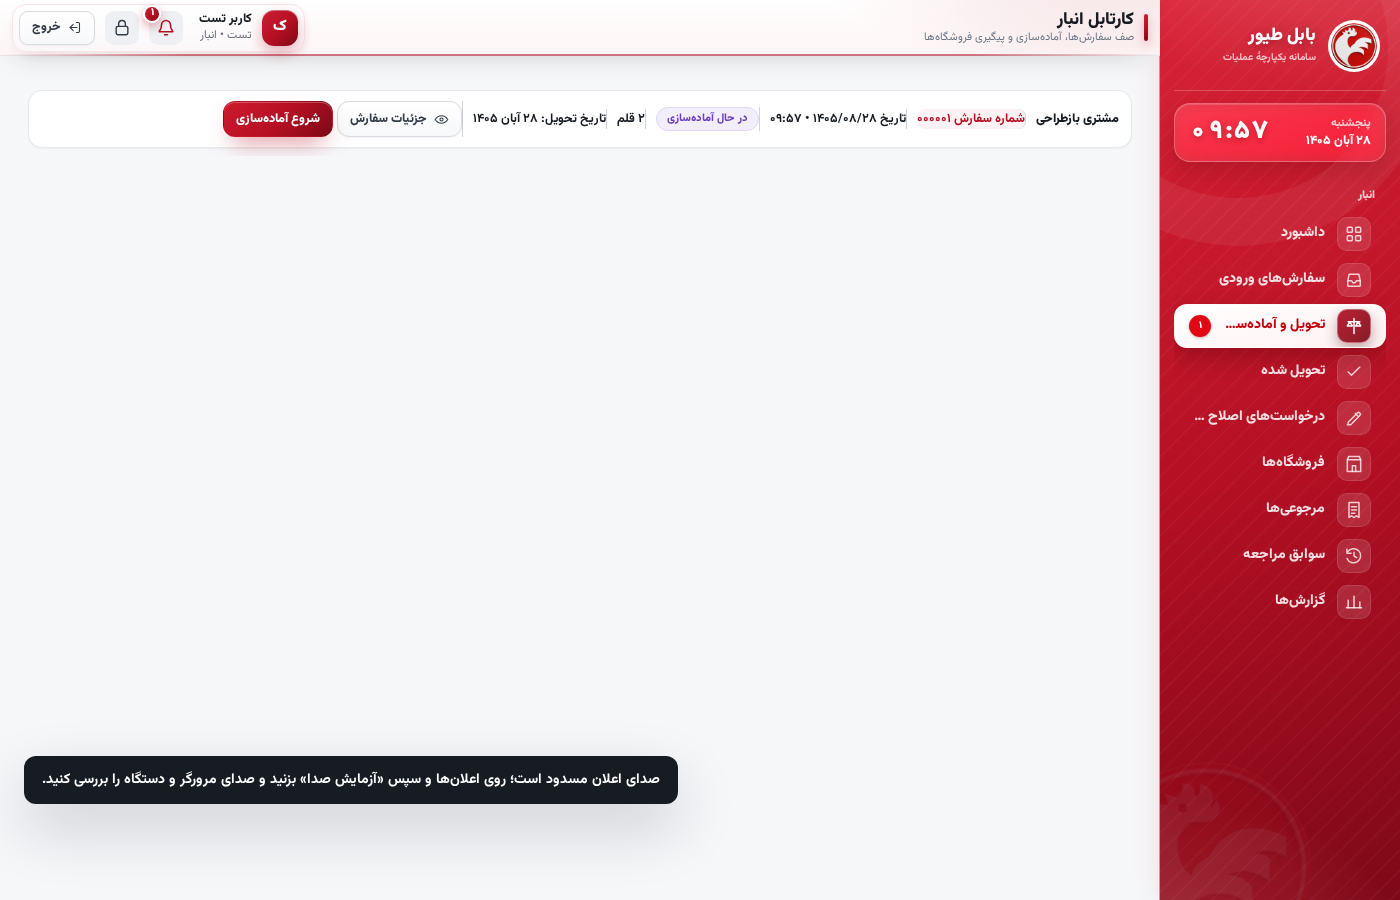 بابل طیور
سامانه یکپارچهٔ عملیات
پنجشنبه
۲۸ آبان ۱۴۰۵
۰۹:۵۷
انبار
داشبورد
سفارش‌های ورودی
تحویل و آماده‌س...
۱
تحویل شده
درخواست‌های اصلاح ...
فروشگاه‌ها
مرجوعی‌ها
سوابق مراجعه
گزارش‌ها
کارتابل انبار
صف سفارش‌ها، آماده‌سازی و پیگیری فروشگاه‌ها
ک
کاربر تست
تست • انبار
۱
خروج
مشتری بازطراحی
شماره سفارش ۰۰۰۰۰۱
تاریخ ۱۴۰۵/۰۸/۲۸ • ۰۹:۵۷
در حال آماده‌سازی
۲ قلم
تاریخ تحویل: ۲۸ آبان ۱۴۰۵
جزئیات سفارش
شروع آماده‌سازی
صدای اعلان مسدود است؛ روی اعلان‌ها و سپس «آزمایش صدا» بزنید و صدای مرورگر و دستگاه را بررسی کنید.